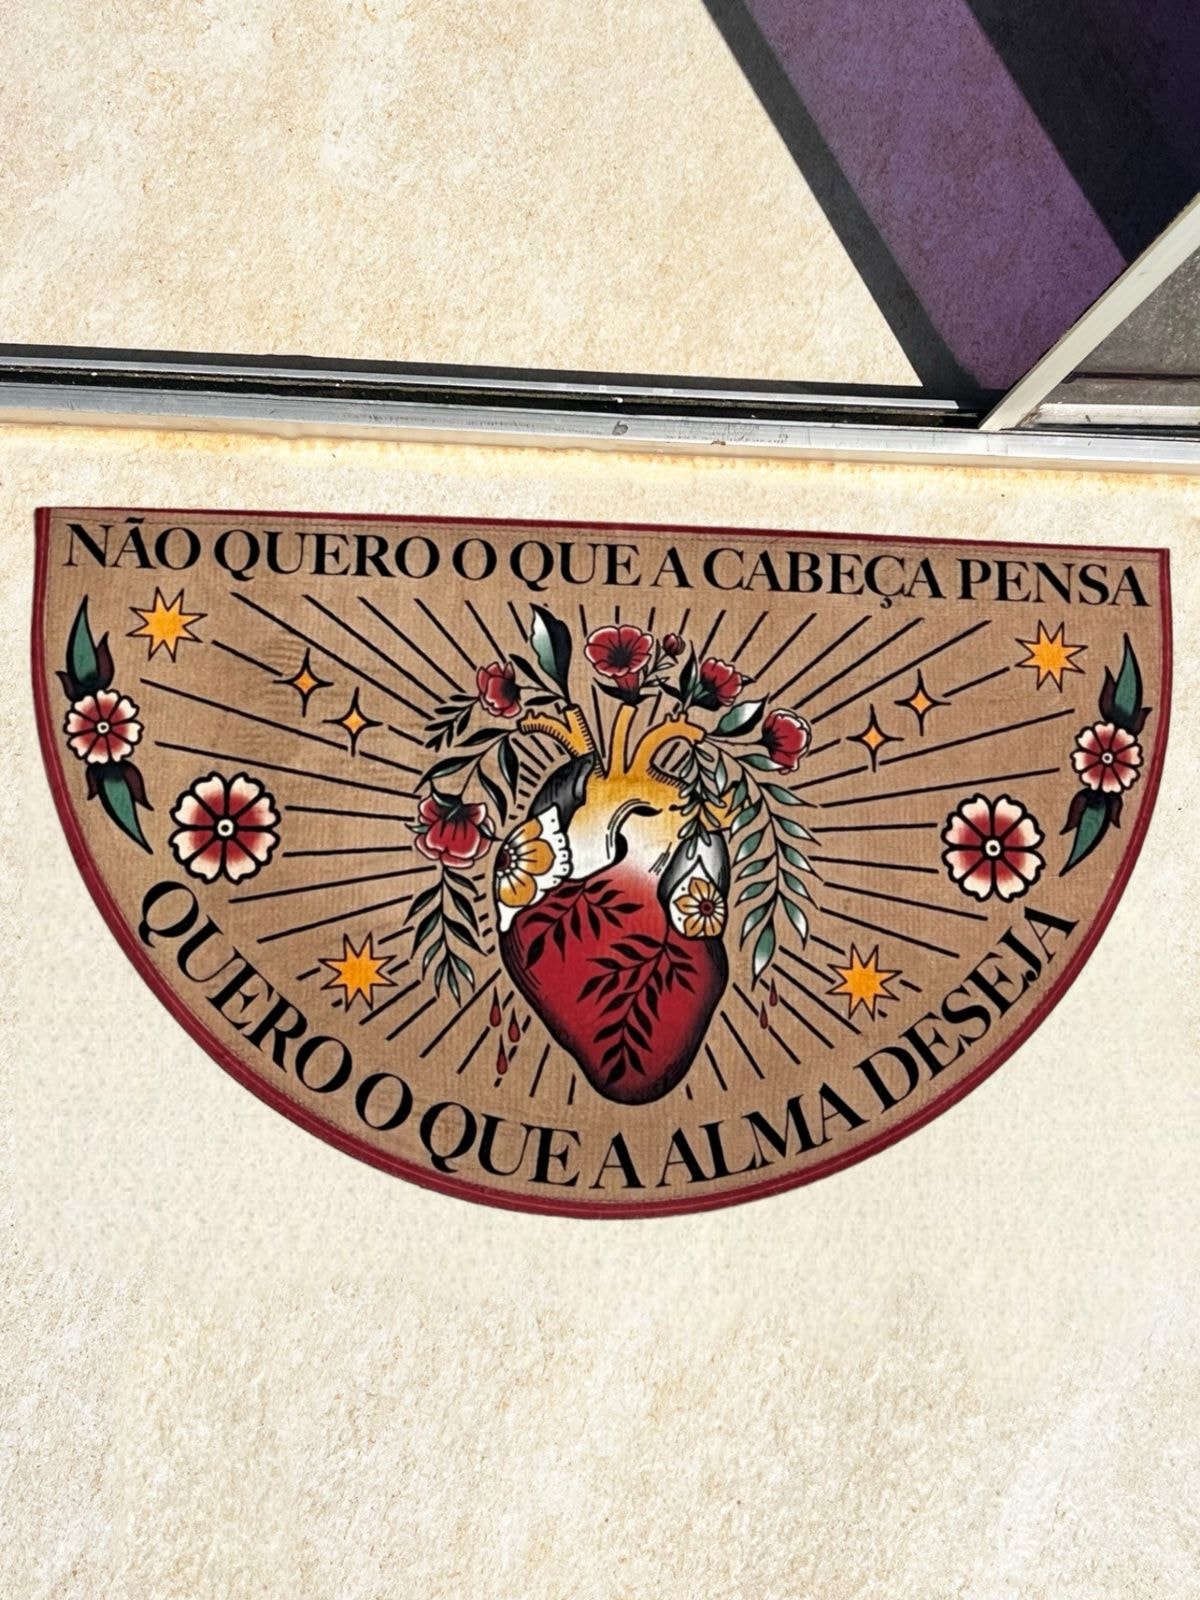 NÃO QUERO O QUE A CABEÇA PENSA
QUERO O QUE A ALMA DESEJA